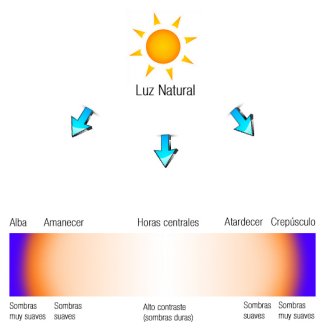 Luz Natural
Alba Amanecer Horas centrales Atardecer Crepúsculo
Sombras Sombras Alto contraste Sombras Sombras
muy suaves suaves (sombras duras) suaves muy suaves